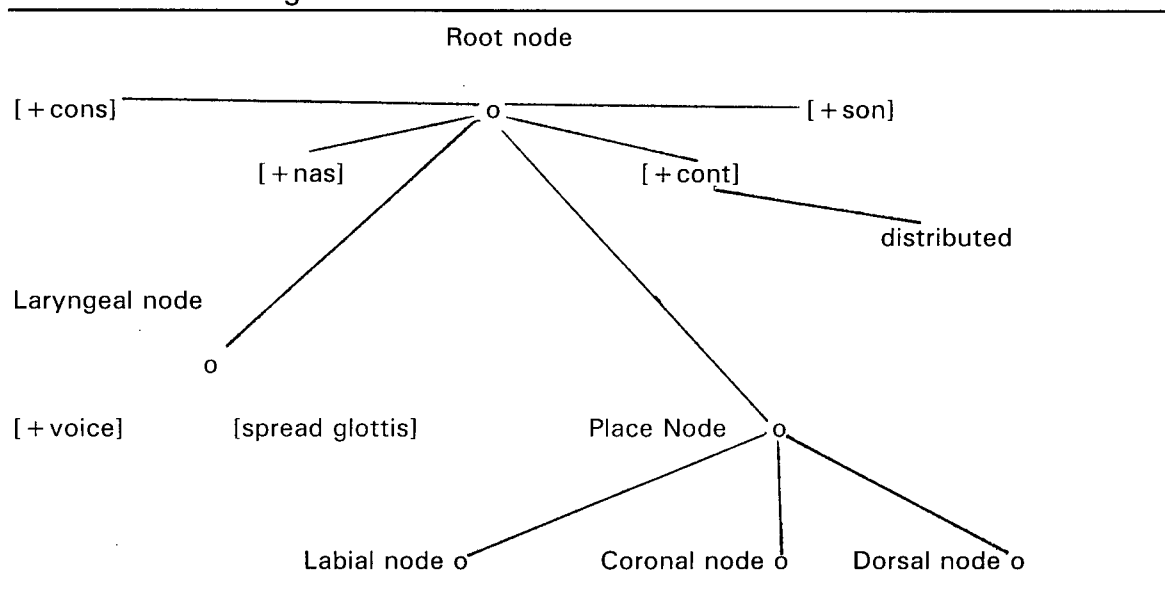 Root node
[+cons] o [+son]
[+nas] [+cont]
distributed
Laryngeal node
o
[+voice] [spread glottis] Place Node o
Labial node o Coronal node o Dorsal node o